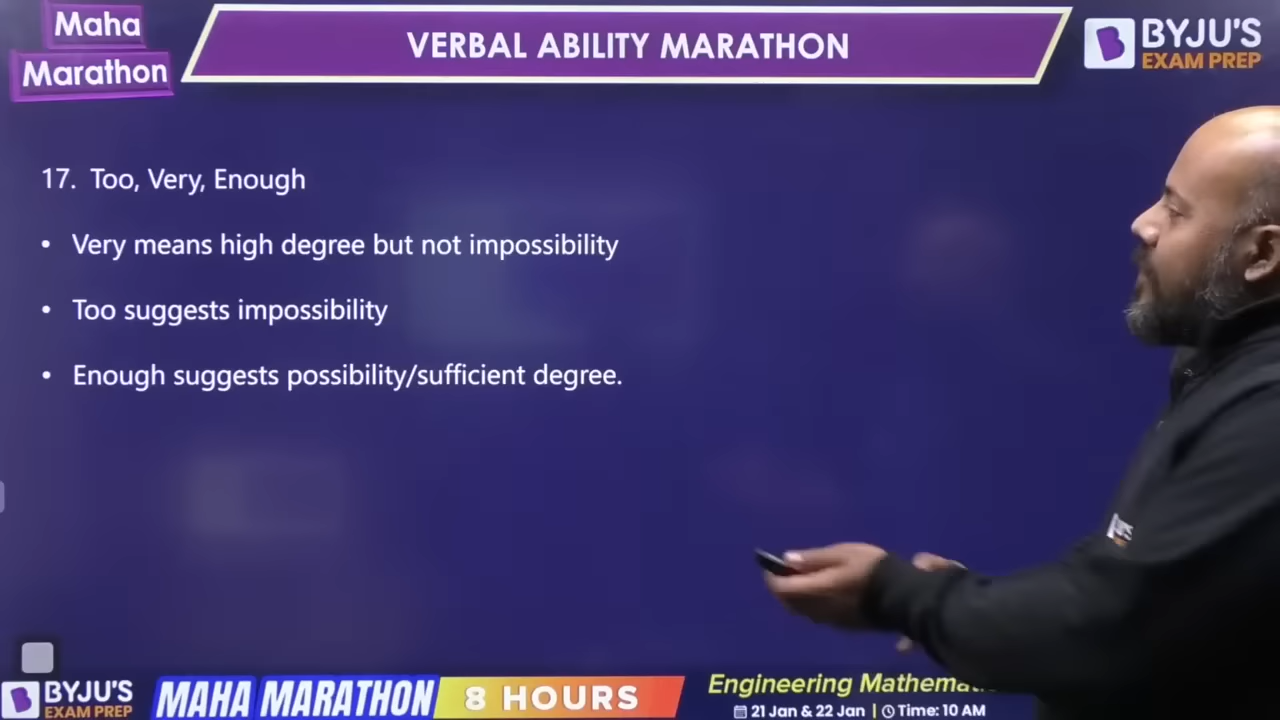 Maha
Marathon
VERBAL ABILITY MARATHON
BYJU'S
EXAM PREP
17. Too, Very, Enough
• Very means high degree but not impossibility
• Too suggests impossibility
• Enough suggests possibility/sufficient degree.
BYJU'S
EXAM PREP
MAHA MARATHON
8 HOURS
Engineering
21 Jan & 22 Jan | Time: 10 AM